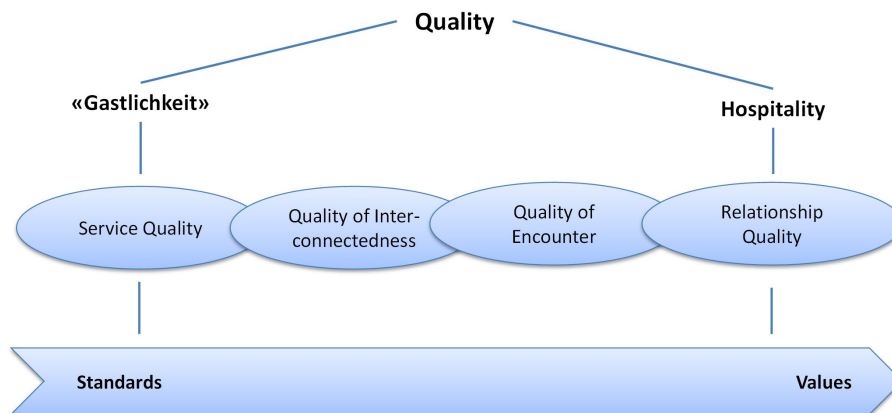 Quality
«Gastlichkeit»
Hospitality
Service Quality
Quality of Inter-
connectedness
Quality of
Encounter
Relationship
Quality
Standards
Values